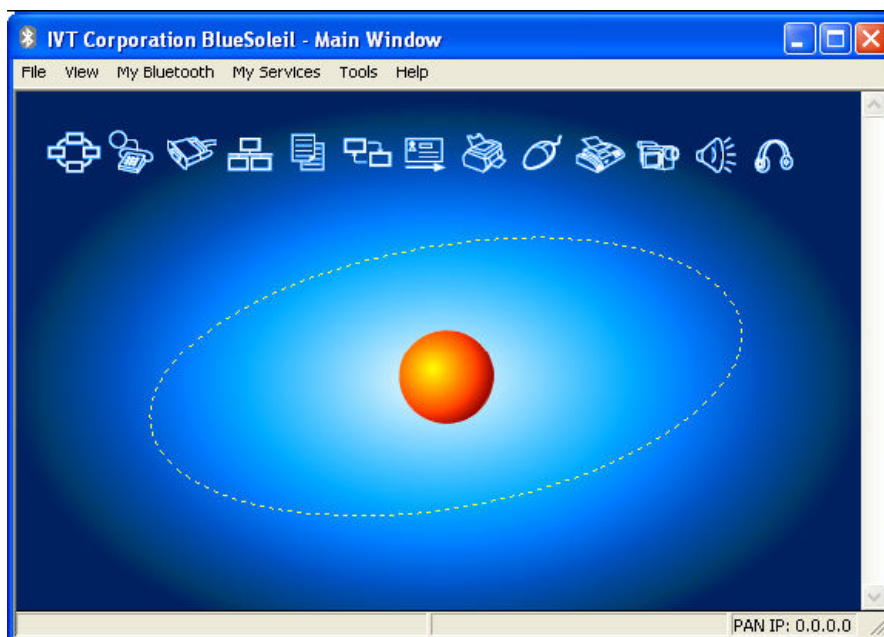 IVT Corporation BlueSoleil - Main Window
File View My Bluetooth My Services Tools Help
PAN IP: 0.0.0.0